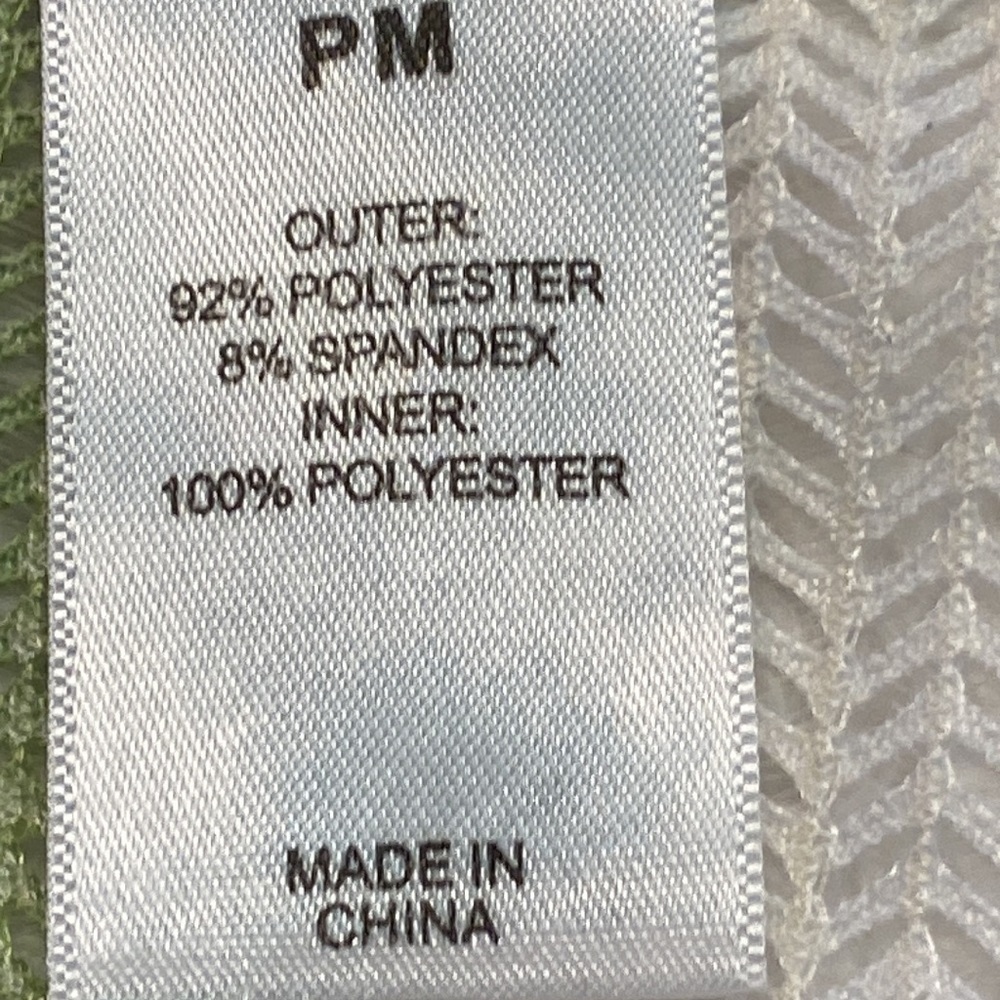 PM
OUTER:
92% POLYESTER
8% SPANDEX
INNER:
100% POLYESTER
MADE IN
CHINA